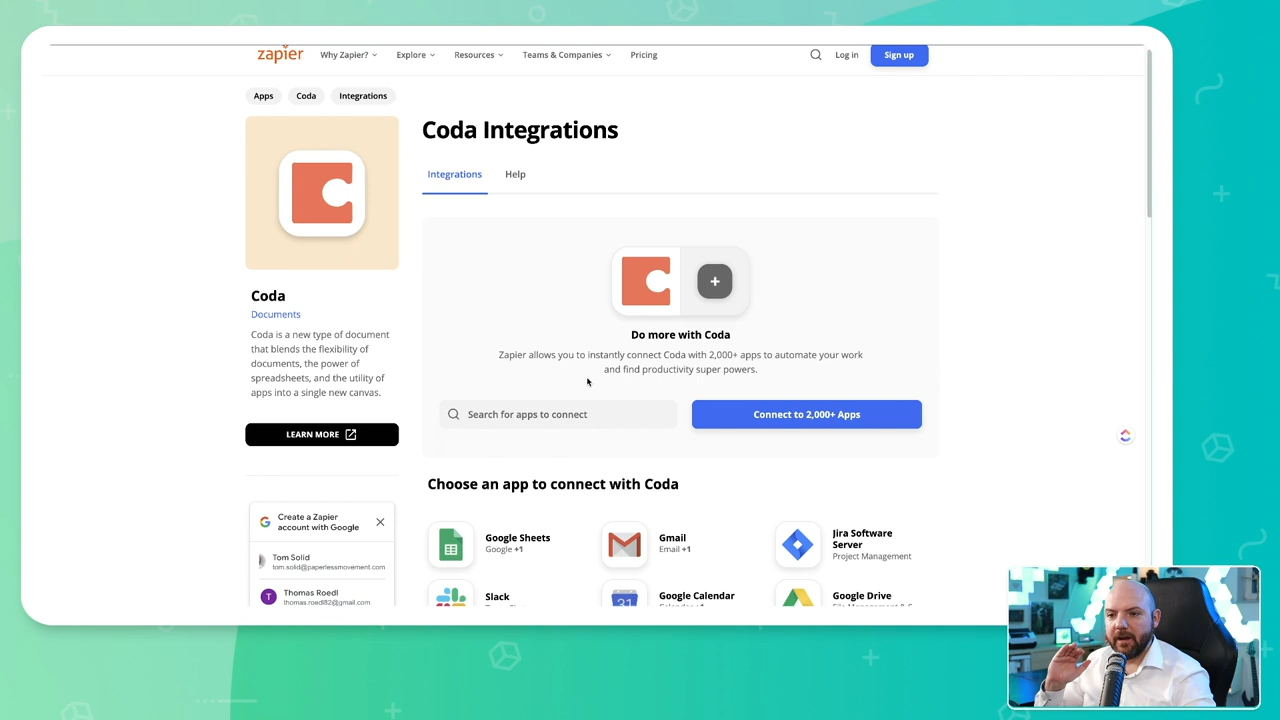 zapier
Why Zapier?
Explore
Resources
Teams & Companies
Pricing
Log in
Sign up
Apps
Coda
Integrations
Coda Integrations
Integrations
Help
Coda
Documents
Coda is a new type of document
that blends the flexibility of
documents, the power of
spreadsheets, and the utility of
apps into a single new canvas.
LEARN MORE
Create a Zapier
account with Google
Tom Solid
tom.solid@paperlessmovement.com
T
Thomas Roedl
thomas.roedl82@gmail.com
Do more with Coda
Zapier allows you to instantly connect Coda with 2,000+ apps to automate your work
and find productivity super powers.
Search for apps to connect
Connect to 2,000+ Apps
Choose an app to connect with Coda
Google Sheets
Google +1
Gmail
Email +1
Jira Software
Server
Project Management
Slack
31
Google Calendar
Google Drive